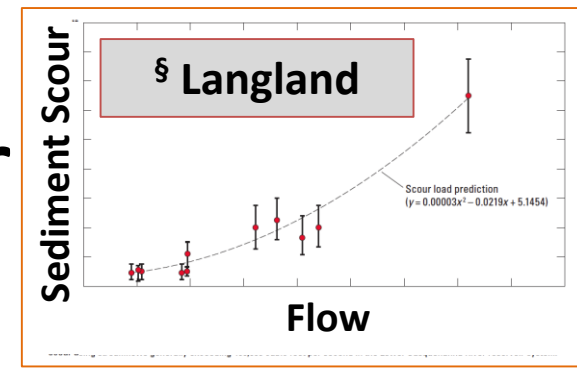 § Langland
Sediment Scour
Scour load prediction
(y = 0.00003x² – 0.0219x + 5.1454)
Flow